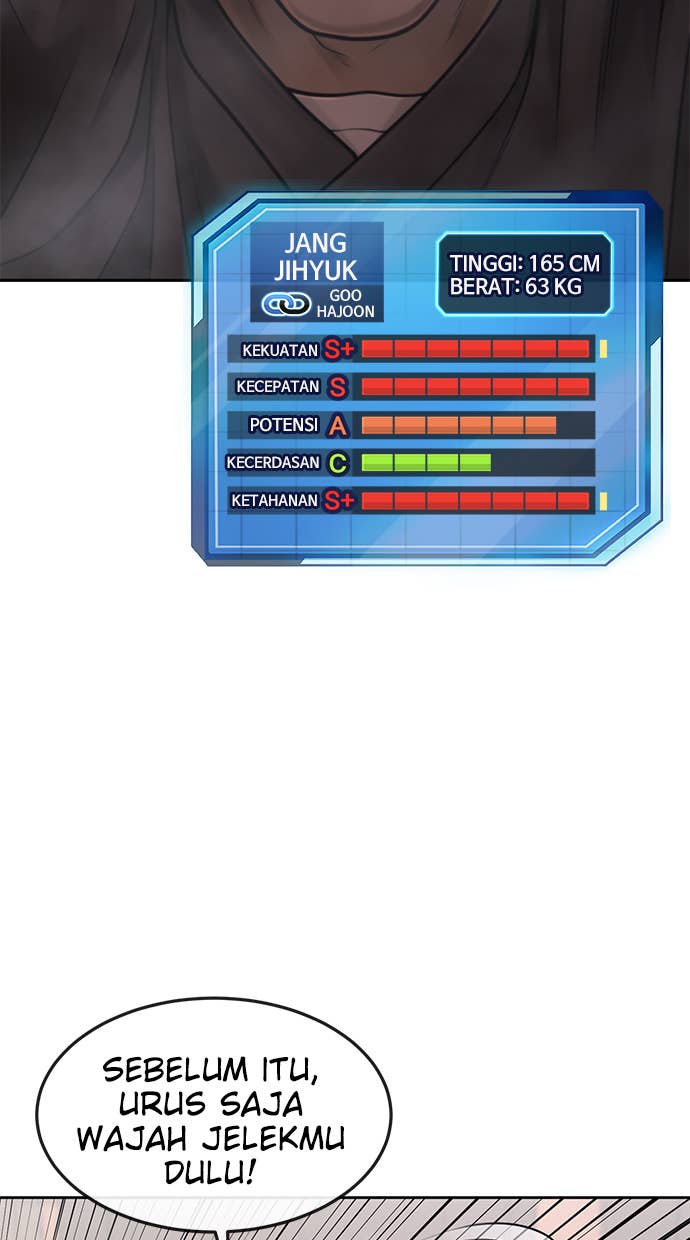 JANG
JIHYUK
GOO
HAJOON
TINGGI: 165 CM
BERAT: 63 KG
KEKUATAN S+
KECEPATAN S
POTENSI A
KECERDASAN C
KETAHANAN S+
SEBELUM ITU,
URUS SAJA
WAJAH JELEKMU
DULU!